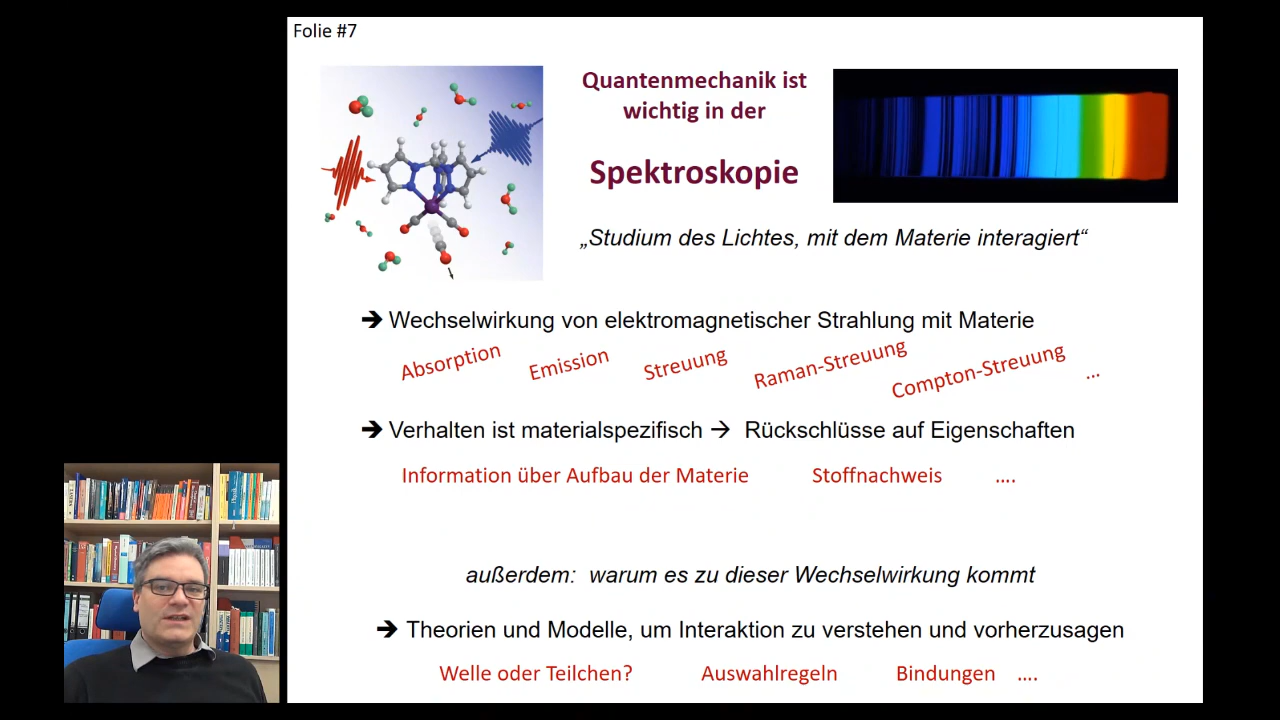 Folie #7
Quantenmechanik ist
wichtig in der
Spektroskopie
„Studium des Lichtes, mit dem Materie interagiert“
➔ Wechselwirkung von elektromagnetischer Strahlung mit Materie
Absorption Emission Streuung Raman-Streuung Compton-Streuung ...
➔ Verhalten ist materialspezifisch → Rückschlüsse auf Eigenschaften
Information über Aufbau der Materie Stoffnachweis ....
außerdem: warum es zu dieser Wechselwirkung kommt
➔ Theorien und Modelle, um Interaktion zu verstehen und vorherzusagen
Welle oder Teilchen? Auswahlregeln Bindungen ....